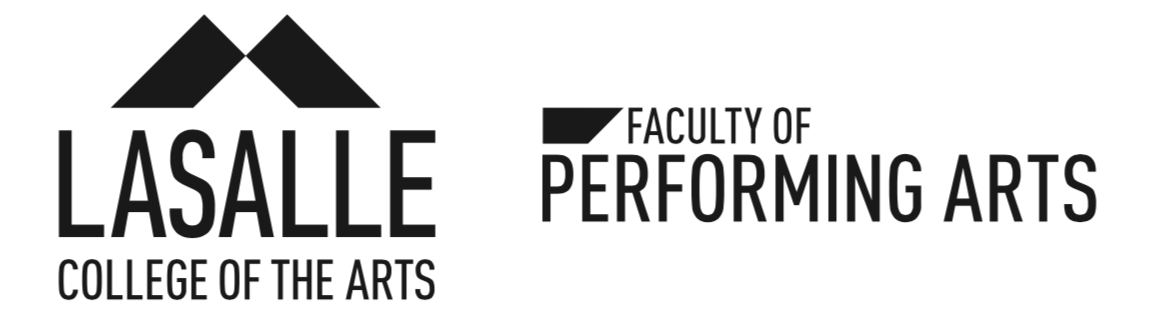 LASALLE
COLLEGE OF THE ARTS
FACULTY OF
PERFORMING ARTS